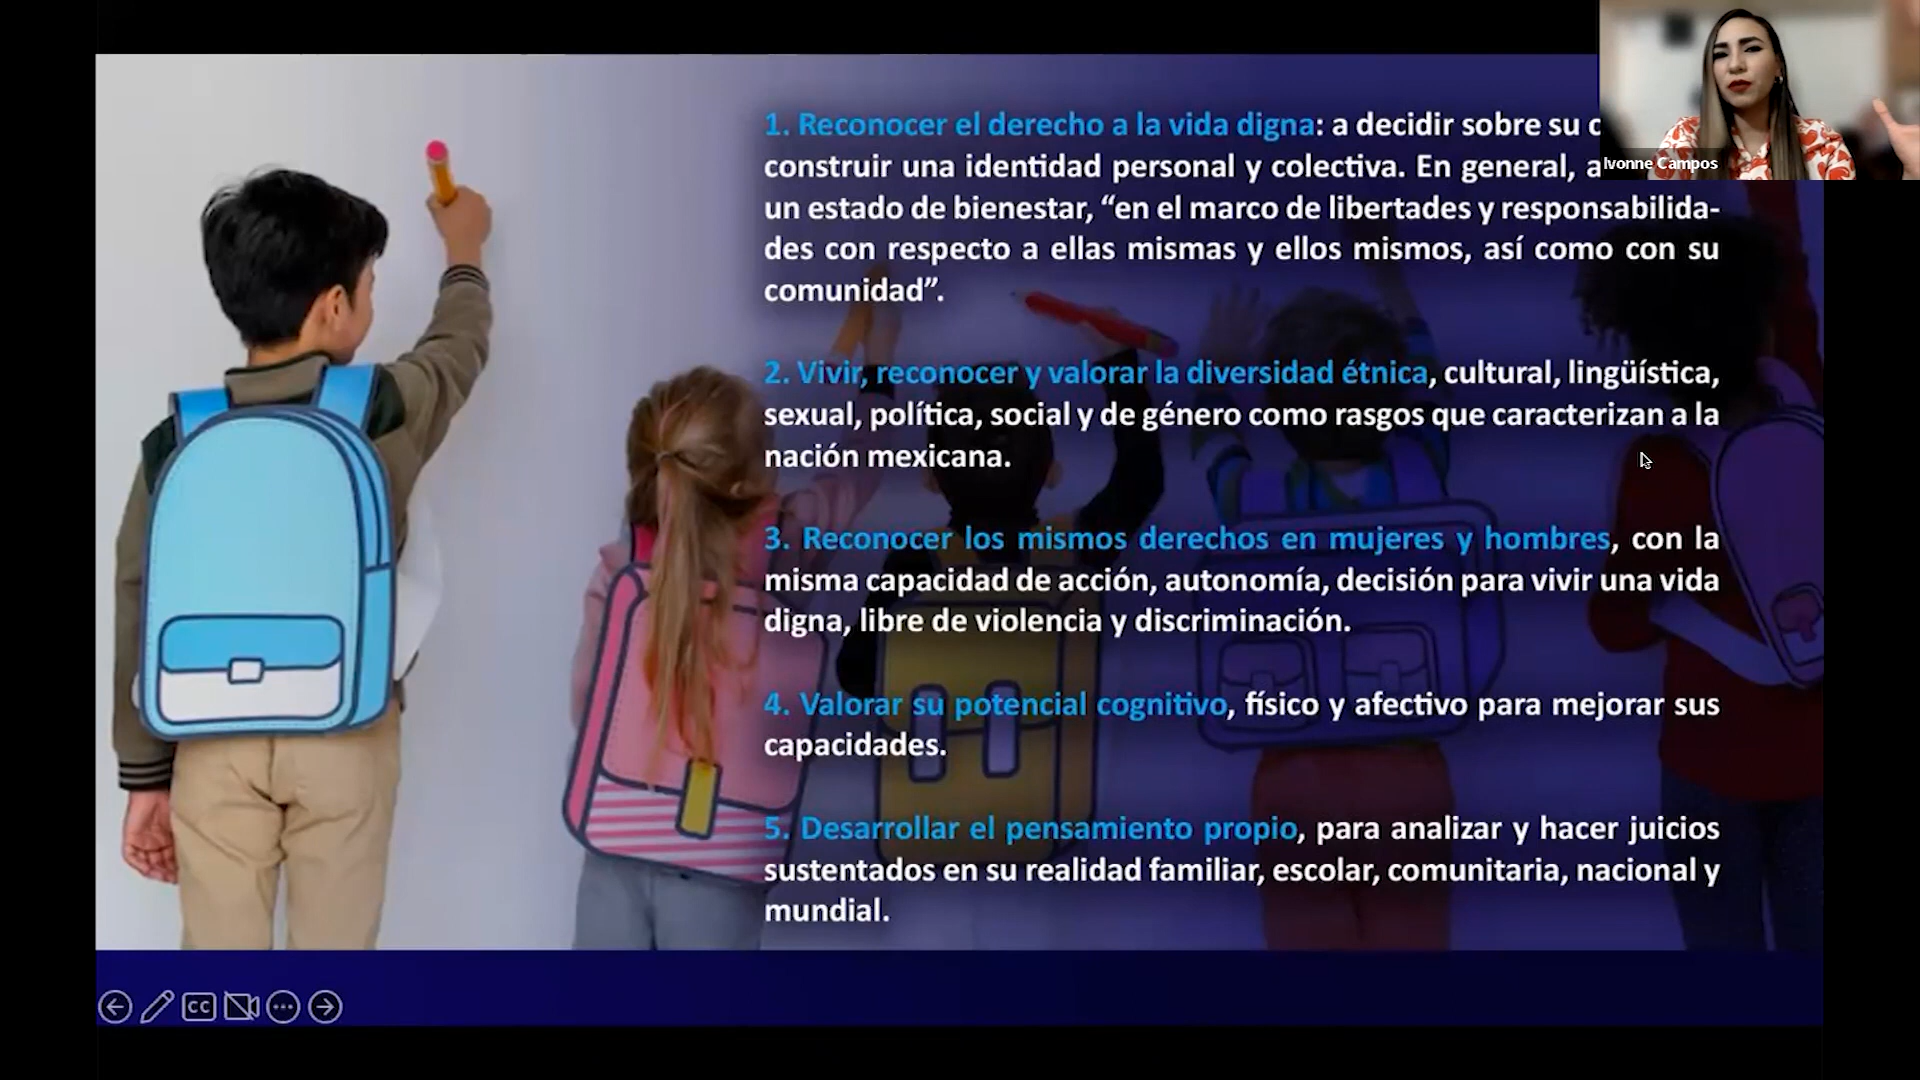 1. Reconocer el derecho a la vida digna: a decidir sobre su
construir una identidad personal y colectiva. En general,
un estado de bienestar, “en el marco de libertades y responsabilida-
des con respecto a ellas mismas y ellos mismos, así como con su
comunidad”.
2. Vivir, reconocer y valorar la diversidad étnica, cultural, lingüística,
sexual, política, social y de género como rasgos que caracterizan a la
nación mexicana.
3. Reconocer los mismos derechos en mujeres y hombres, con la
misma capacidad de acción, autonomía, decisión para vivir una vida
digna, libre de violencia y discriminación.
4. Valorar su potencial cognitivo, físico y afectivo para mejorar sus
capacidades.
5. Desarrollar el pensamiento propio, para analizar y hacer juicios
sustentados en su realidad familiar, escolar, comunitaria, nacional y
mundial.
Ivonne Campos
CC